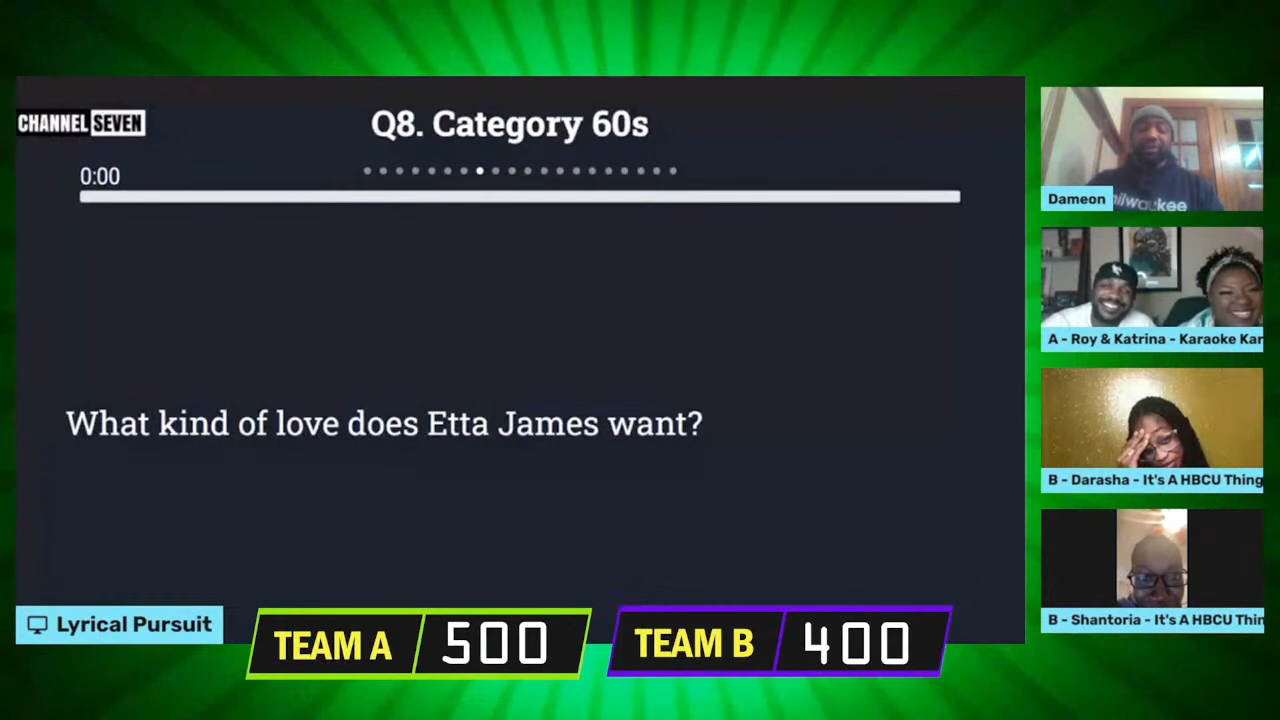 CHANNEL SEVEN
Q8. Category 60s
0:00
What kind of love does Etta James want?
Lyrical Pursuit
TEAM A 500
TEAM B 400
milwaukee
Dameon
A - Roy & Katrina - Karaoke Kar
B - Darasha - It's A HBCU Thing
B - Shantoria - It's A HBCU Thin